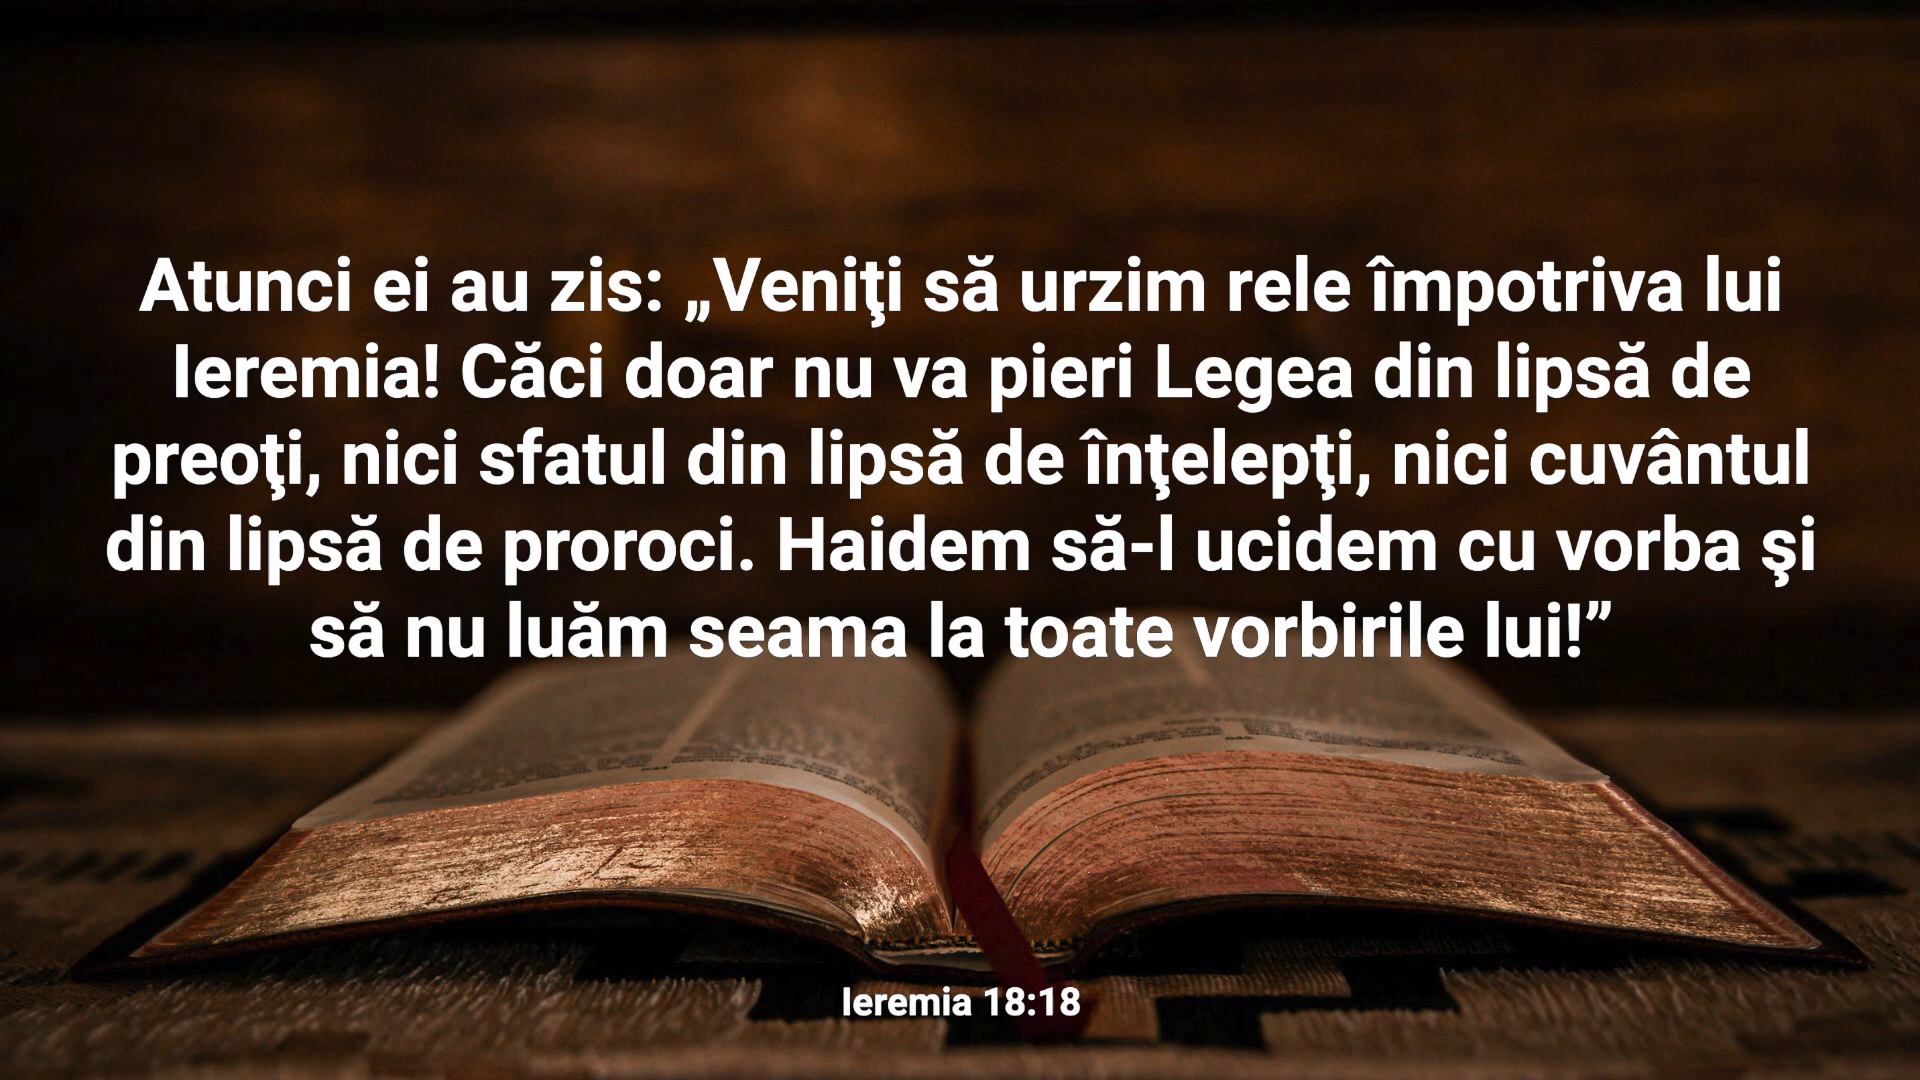 Atunci ei au zis: „Veniţi să urzim rele împotriva lui
Ieremia! Căci doar nu va pieri Legea din lipsă de
preoţi, nici sfatul din lipsă de înţelepţi, nici cuvântul
din lipsă de proroci. Haidem să-l ucidem cu vorba şi
să nu luăm seama la toate vorbirile lui!”
Ieremia 18:18